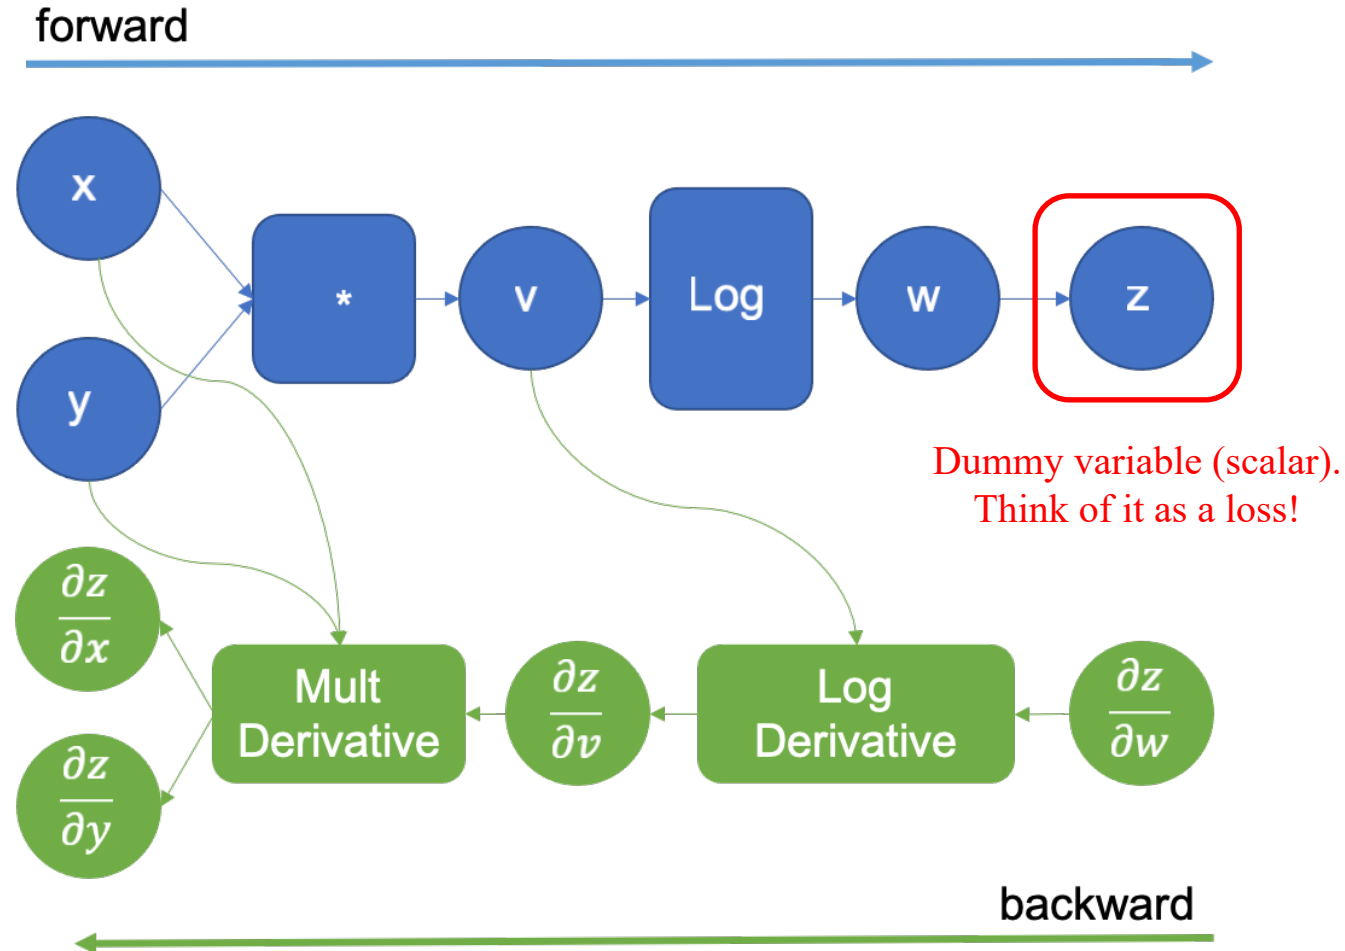 forward
x
y
*
v
Log
w
z
Dummy variable (scalar).
Think of it as a loss!
∂z
∂x
∂z
∂y
Mult
Derivative
∂z
∂v
Log
Derivative
∂z
∂w
backward